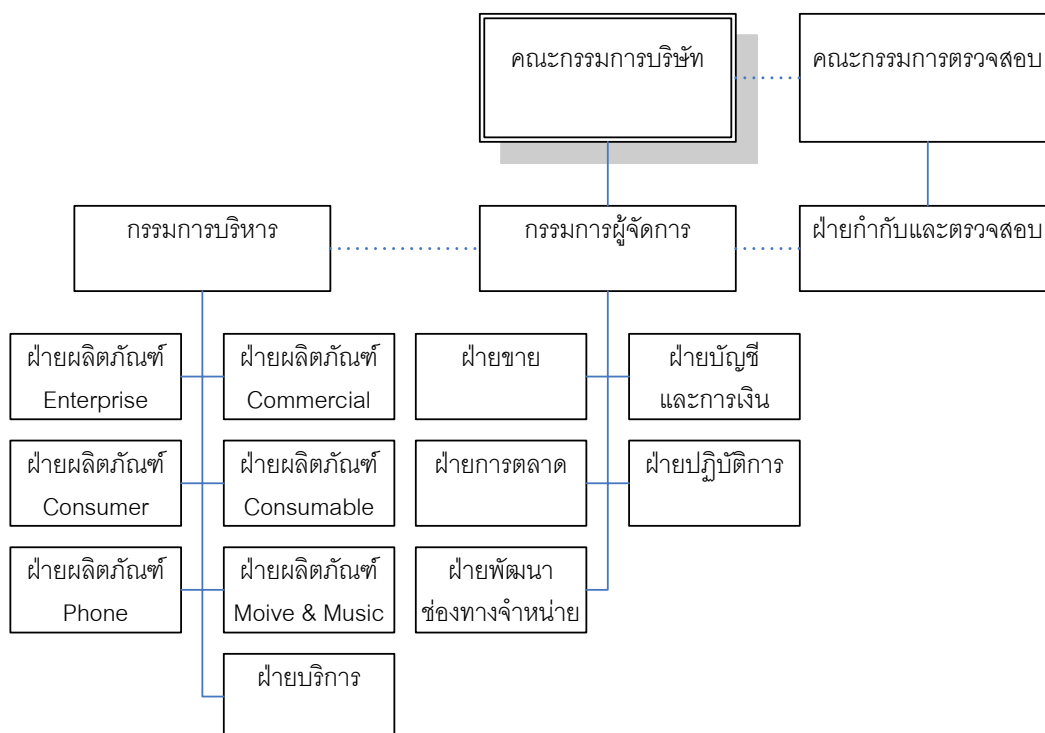 คณะกรรมการบริษัท
คณะกรรมการตรวจสอบ
กรรมการบริหาร
กรรมการผู้จัดการ
ฝ่ายกำกับและตรวจสอบ
ฝ่ายผลิตภัณฑ์
Enterprise
ฝ่ายผลิตภัณฑ์
Commercial
ฝ่ายขาย
ฝ่ายบัญชี
และการเงิน
ฝ่ายผลิตภัณฑ์
Consumer
ฝ่ายผลิตภัณฑ์
Consumable
ฝ่ายการตลาด
ฝ่ายปฏิบัติการ
ฝ่ายผลิตภัณฑ์
Phone
ฝ่ายผลิตภัณฑ์
Moive & Music
ฝ่ายพัฒนา
ช่องทางจำหน่าย
ฝ่ายบริการ